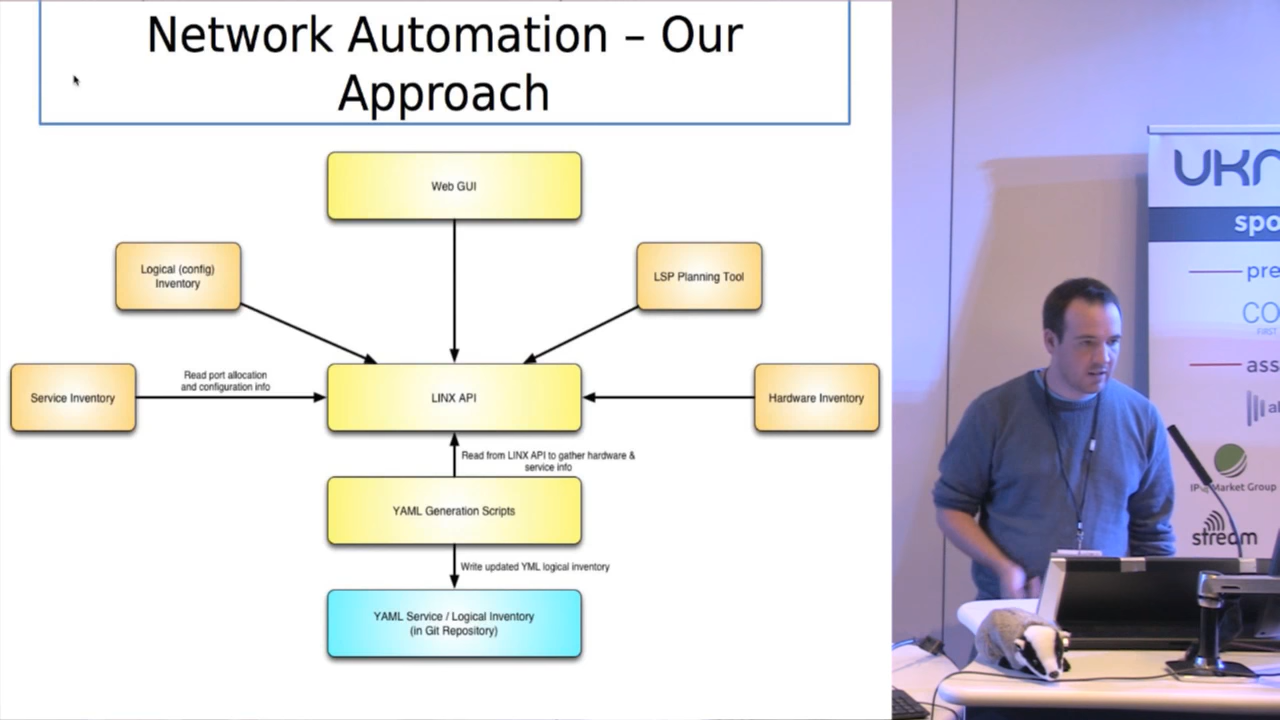 Network Automation – Our
Approach
Web GUI
Logical (config)
Inventory
LSP Planning Tool
Service Inventory
Read port allocation
and configuration info
LINX API
Hardware Inventory
Read from LINX API to gather hardware &
service info
YAML Generation Scripts
Write updated YML logical inventory
YAML Service / Logical Inventory
(in Git Repository)
UKN
spo
pre
CO
FIRST
ass
al
Market Group
stream